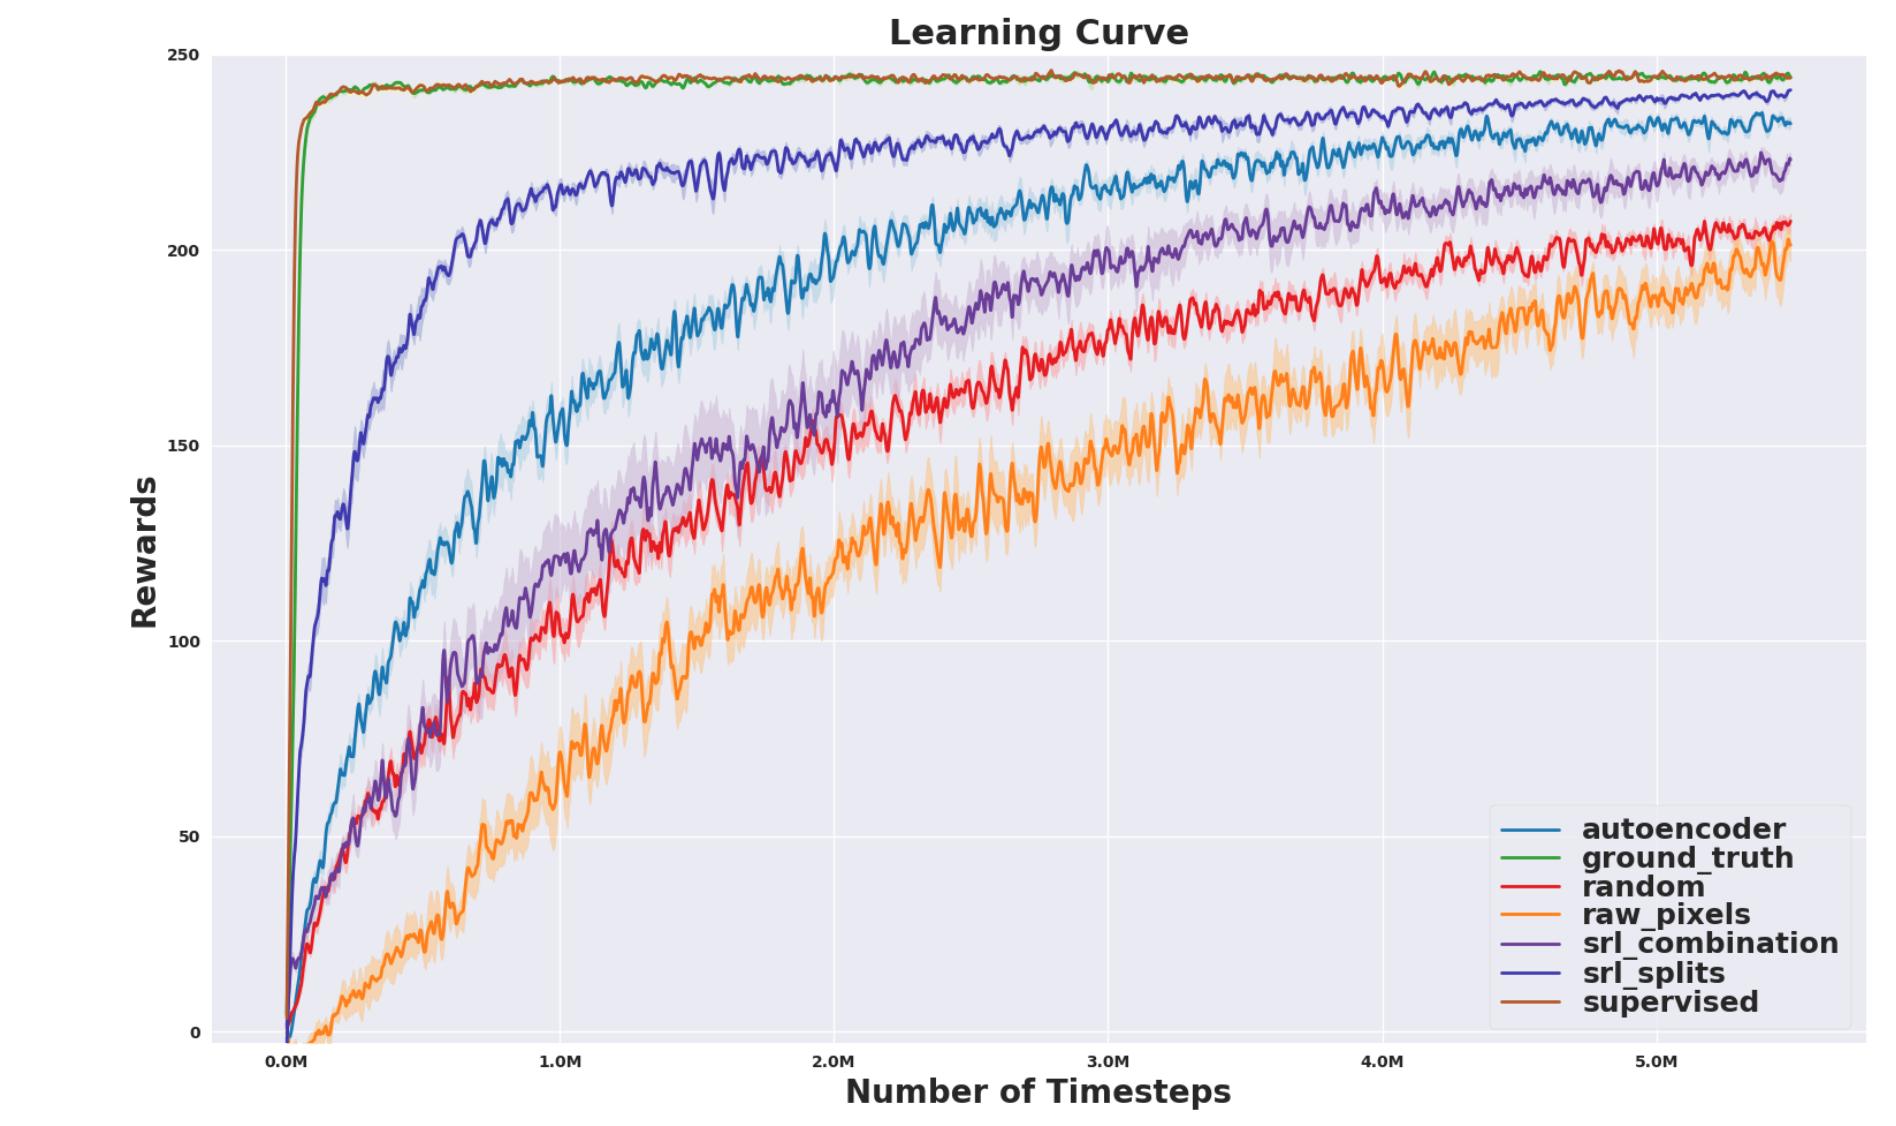 Learning Curve
250
200
150
100
50
0
Rewards
0.0M 1.0M 2.0M 3.0M 4.0M 5.0M
Number of Timesteps
autoencoder
ground_truth
random
raw_pixels
srl_combination
srl_splits
supervised